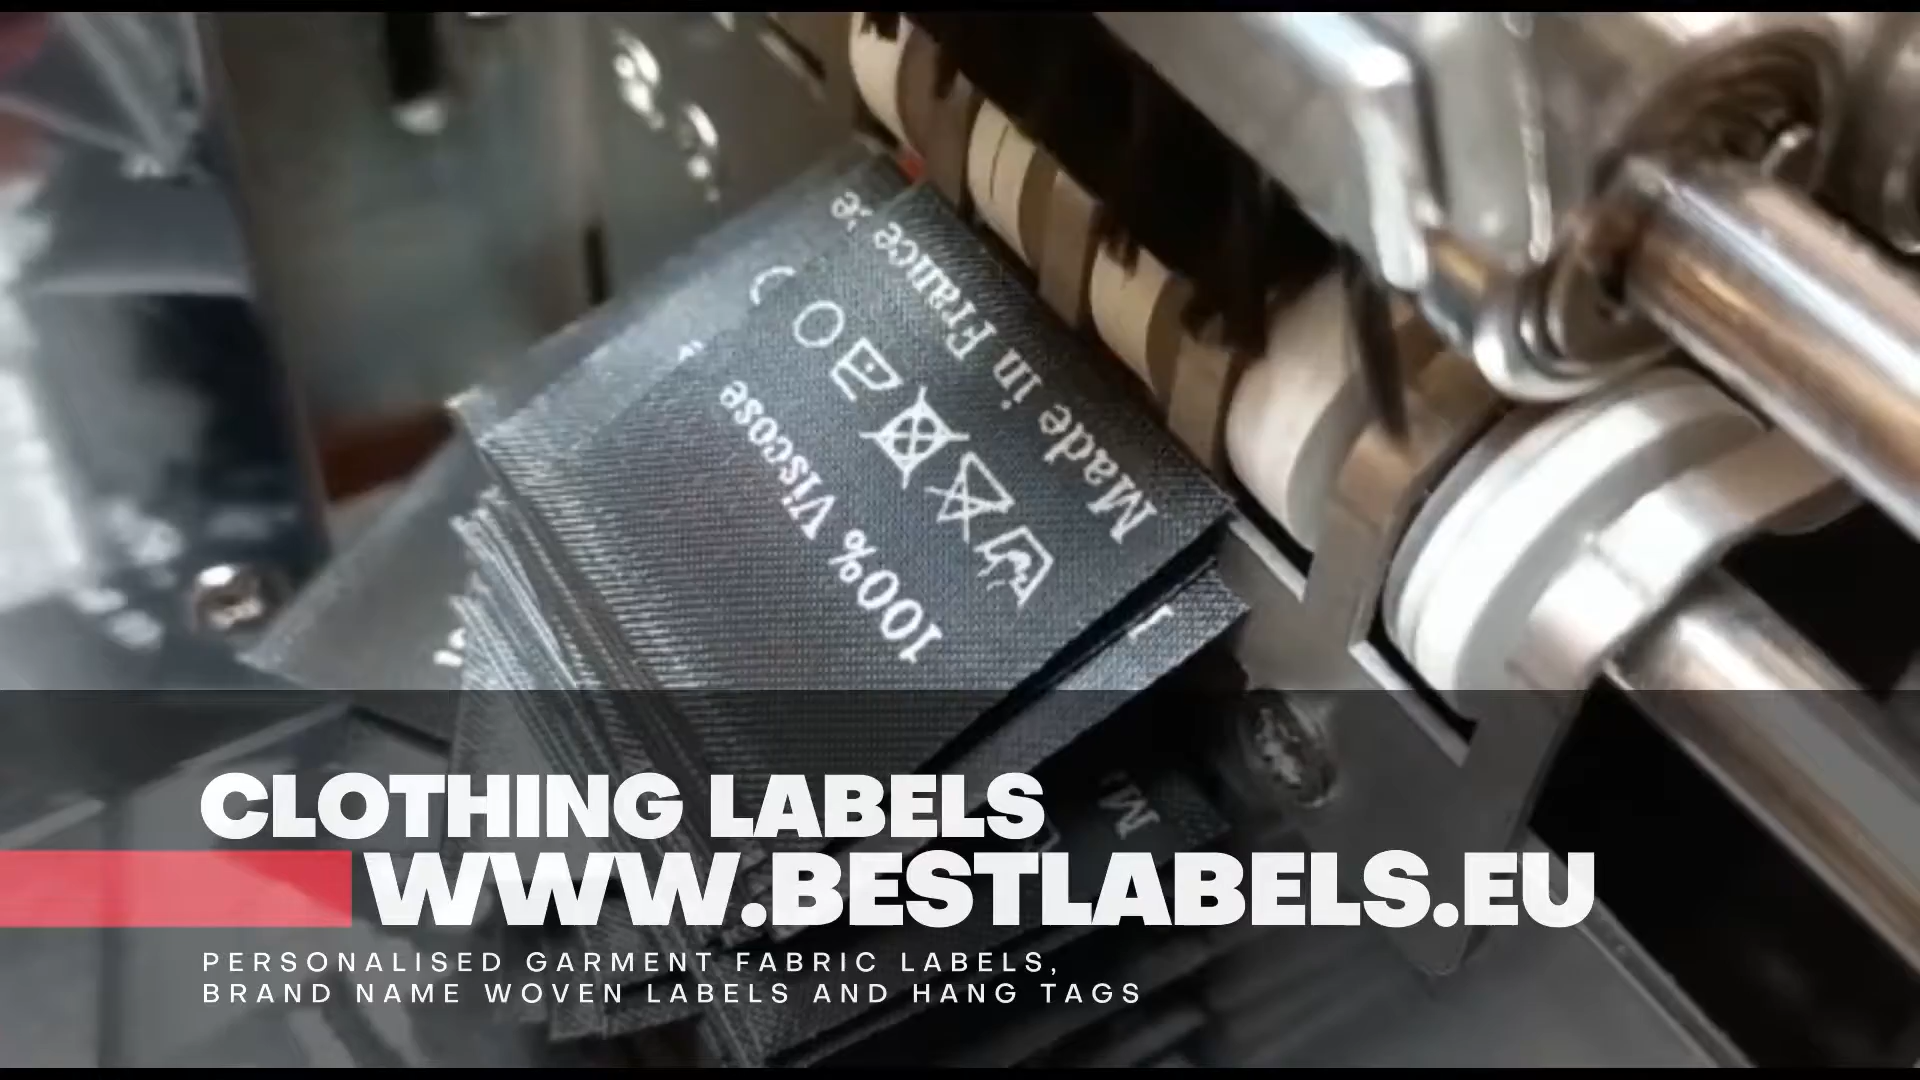 Made in France
100% Viscose
CLOTHING LABELS
WWW.BESTLABELS.EU
PERSONALISED GARMENT FABRIC LABELS,
BRAND NAME WOVEN LABELS AND HANG TAGS